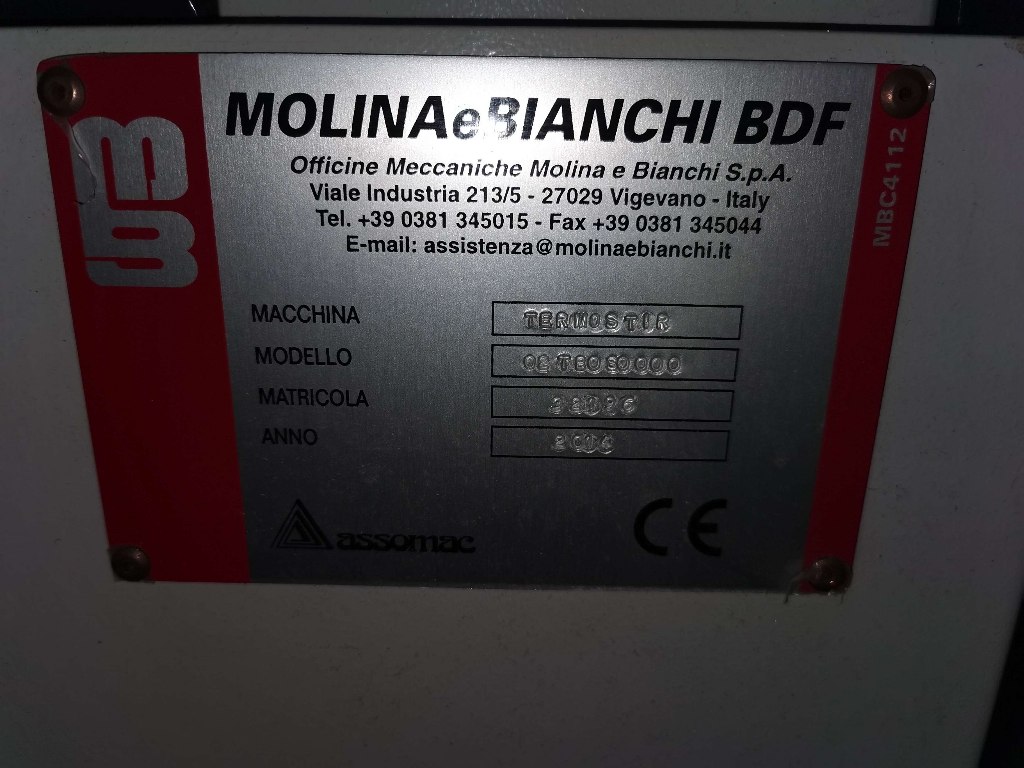 bm
MOLINAeBIANCHI BDF
Officine Meccaniche Molina e Bianchi S.p.A.
Viale Industria 213/5 - 27029 Vigevano - Italy
Tel. +39 0381 345015 - Fax +39 0381 345044
E-mail: assistenza@molinaebianchi.it
MBC4112
MACCHINA TERMOSTIR
MODELLO
MATRICOLA
ANNO
assomac
CE